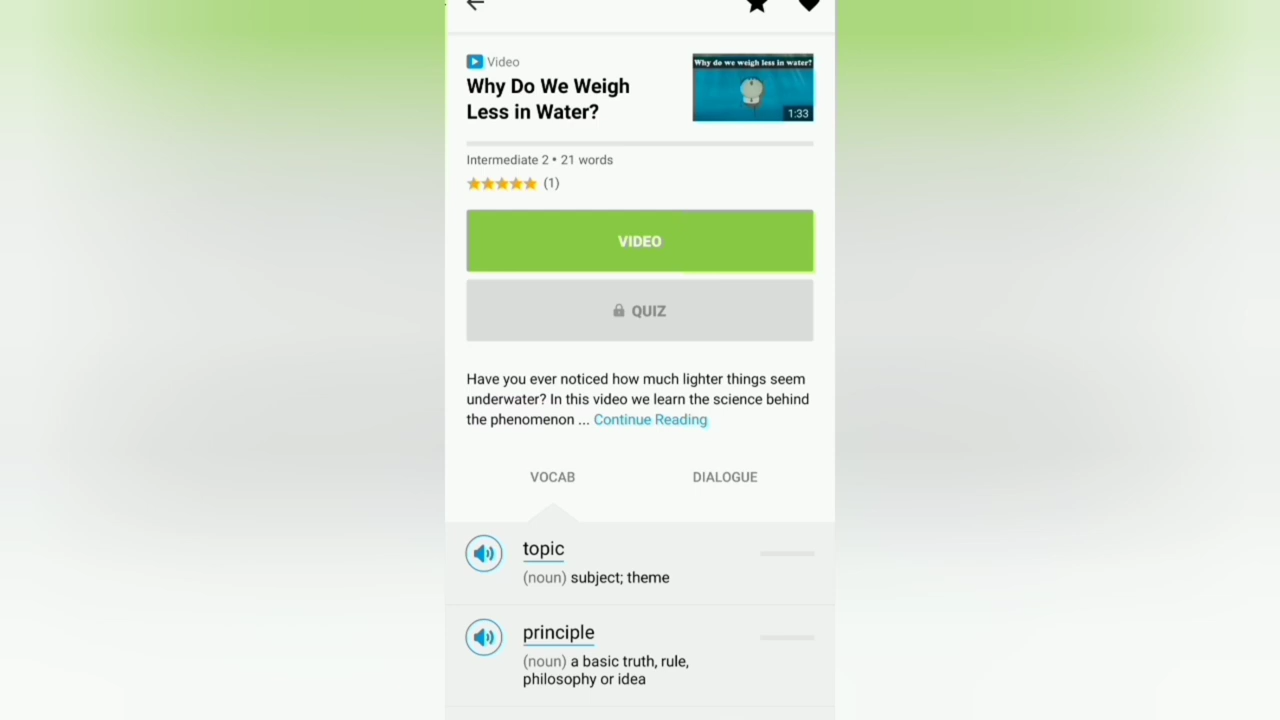 Video
Why Do We Weigh
Less in Water?
Why do we weigh less in water?
1:33
Intermediate 2 • 21 words
(1)
VIDEO
QUIZ
Have you ever noticed how much lighter things seem
underwater? In this video we learn the science behind
the phenomenon ... Continue Reading
VOCAB
DIALOGUE
topic
(noun) subject; theme
principle
(noun) a basic truth, rule,
philosophy or idea